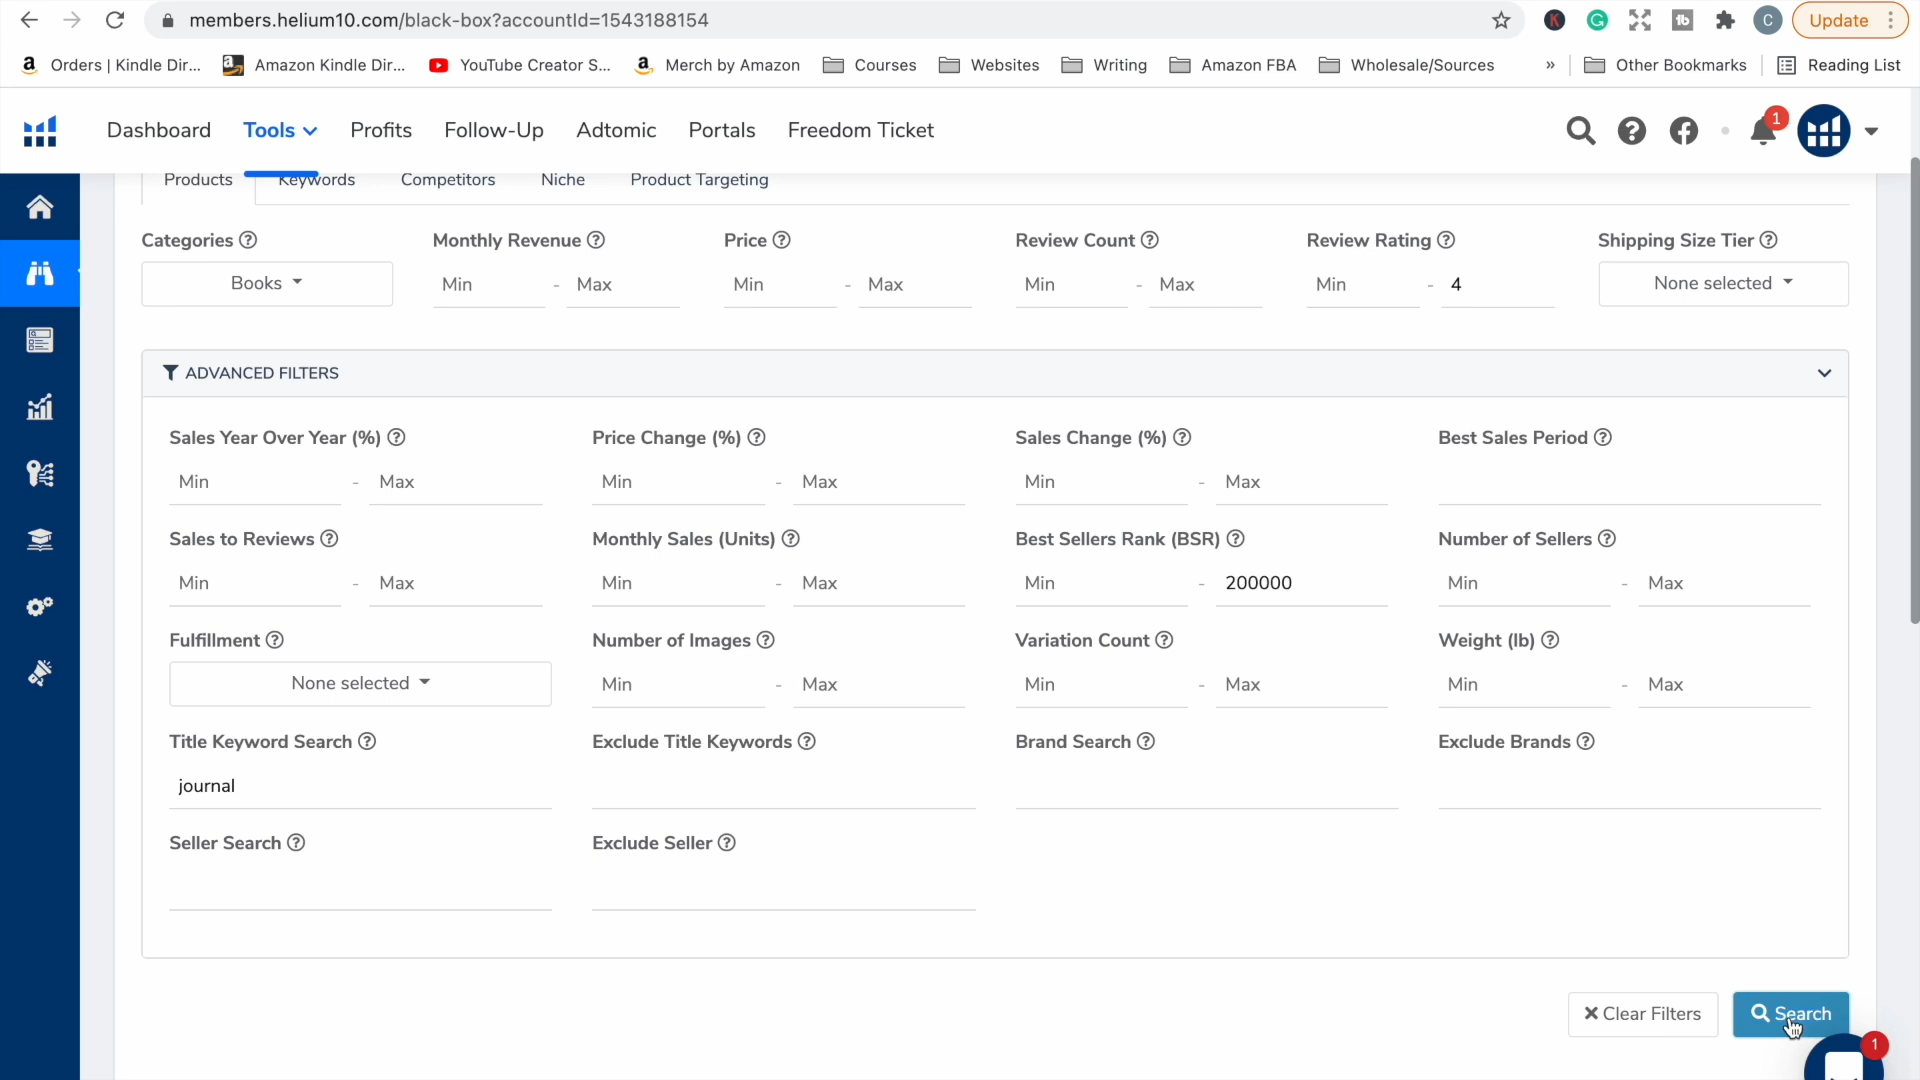 members.helium10.com/black-box?accountId=1543188154
K G tb C Update
Orders | Kindle Dir... Amazon Kindle Dir... YouTube Creator S... Merch by Amazon Courses Websites Writing Amazon FBA Wholesale/Sources » Other Bookmarks Reading List
Dashboard Tools Profits Follow-Up Adtomic Portals Freedom Ticket 1
Products Keywords Competitors Niche Product Targeting
Categories Monthly Revenue Price Review Count Review Rating Shipping Size Tier
Books Min - Max Min - Max Min - Max Min - 4 None selected
ADVANCED FILTERS
Sales Year Over Year (%) Price Change (%) Sales Change (%) Best Sales Period
Min - Max Min - Max Min - Max
Sales to Reviews Monthly Sales (Units) Best Sellers Rank (BSR) Number of Sellers
Min - Max Min - Max Min - 200000 Min - Max
Fulfillment Number of Images Variation Count Weight (lb)
None selected Min - Max Min - Max Min - Max
Title Keyword Search Exclude Title Keywords Brand Search Exclude Brands
journal
Seller Search Exclude Seller
Clear Filters Search
1